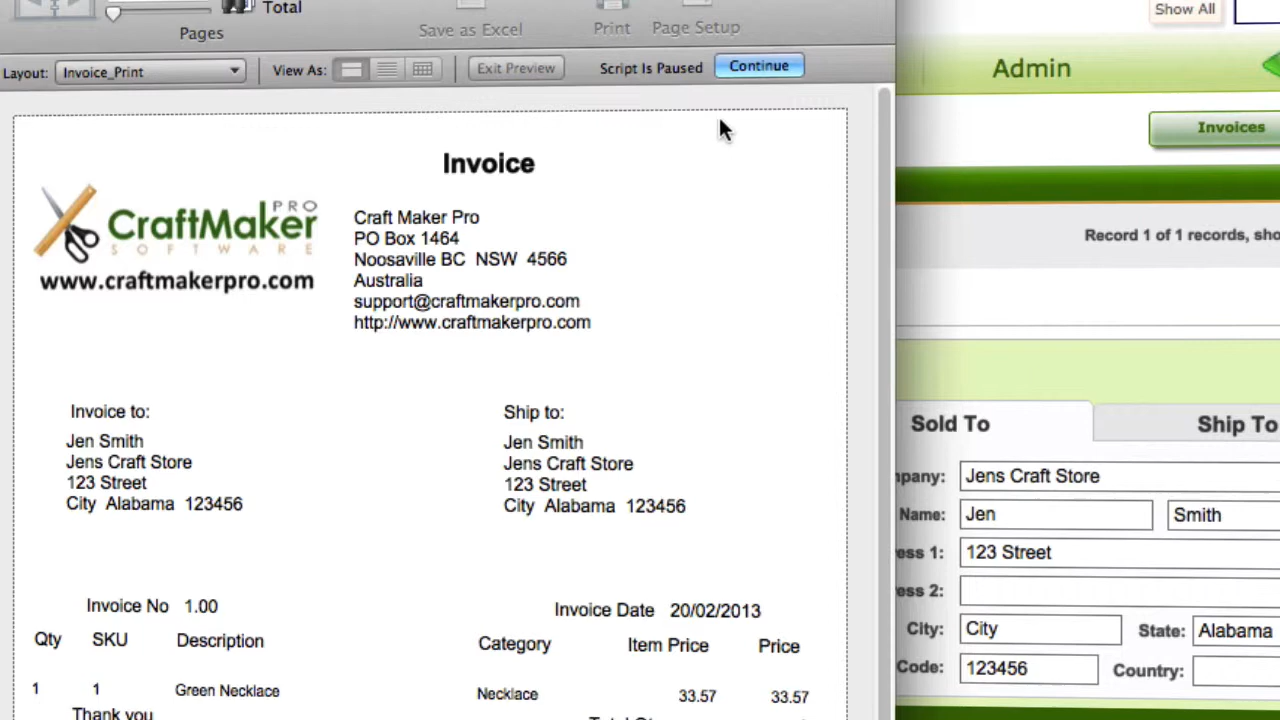 Total
Pages
Save as Excel
Print
Page Setup
Show All
Layout:
Invoice_Print
View As:
Exit Preview
Script Is Paused
Continue
Admin
Invoices
Invoice
PRO
CraftMaker
SOFTWARE
www.craftmakerpro.com
Craft Maker Pro
PO Box 1464
Noosaville BC NSW 4566
Australia
support@craftmakerpro.com
http://www.craftmakerpro.com
Record 1 of 1 records, sho
Invoice to:
Jen Smith
Jens Craft Store
123 Street
City Alabama 123456
Ship to:
Jen Smith
Jens Craft Store
123 Street
City Alabama 123456
Invoice No 1.00
Invoice Date 20/02/2013
Qty SKU Description Category Item Price Price
1 1 Green Necklace Necklace 33.57 33.57
Thank you
Sold To
Ship To
mpany: Jens Craft Store
Name: Jen Smith
ess 1: 123 Street
ess 2:
City: City State: Alabama
Code: 123456 Country: